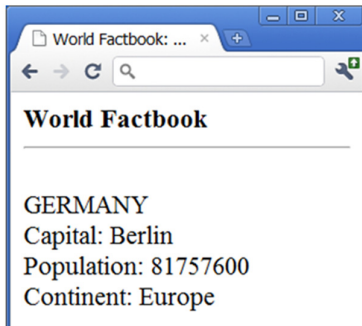 World Factbook: ...
World Factbook
GERMANY
Capital: Berlin
Population: 81757600
Continent: Europe